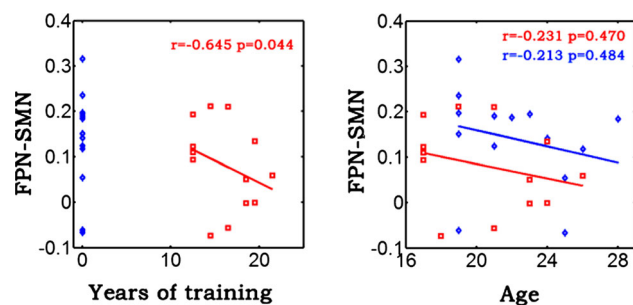 r=-0.645 p=0.044
FPN-SMN
0.4
0.3
0.2
0.1
0
-0.1
0
10
20
Years of training
r=-0.231 p=0.470
r=-0.213 p=0.484
FPN-SMN
0.4
0.3
0.2
0.1
0
-0.1
16
20
24
28
Age